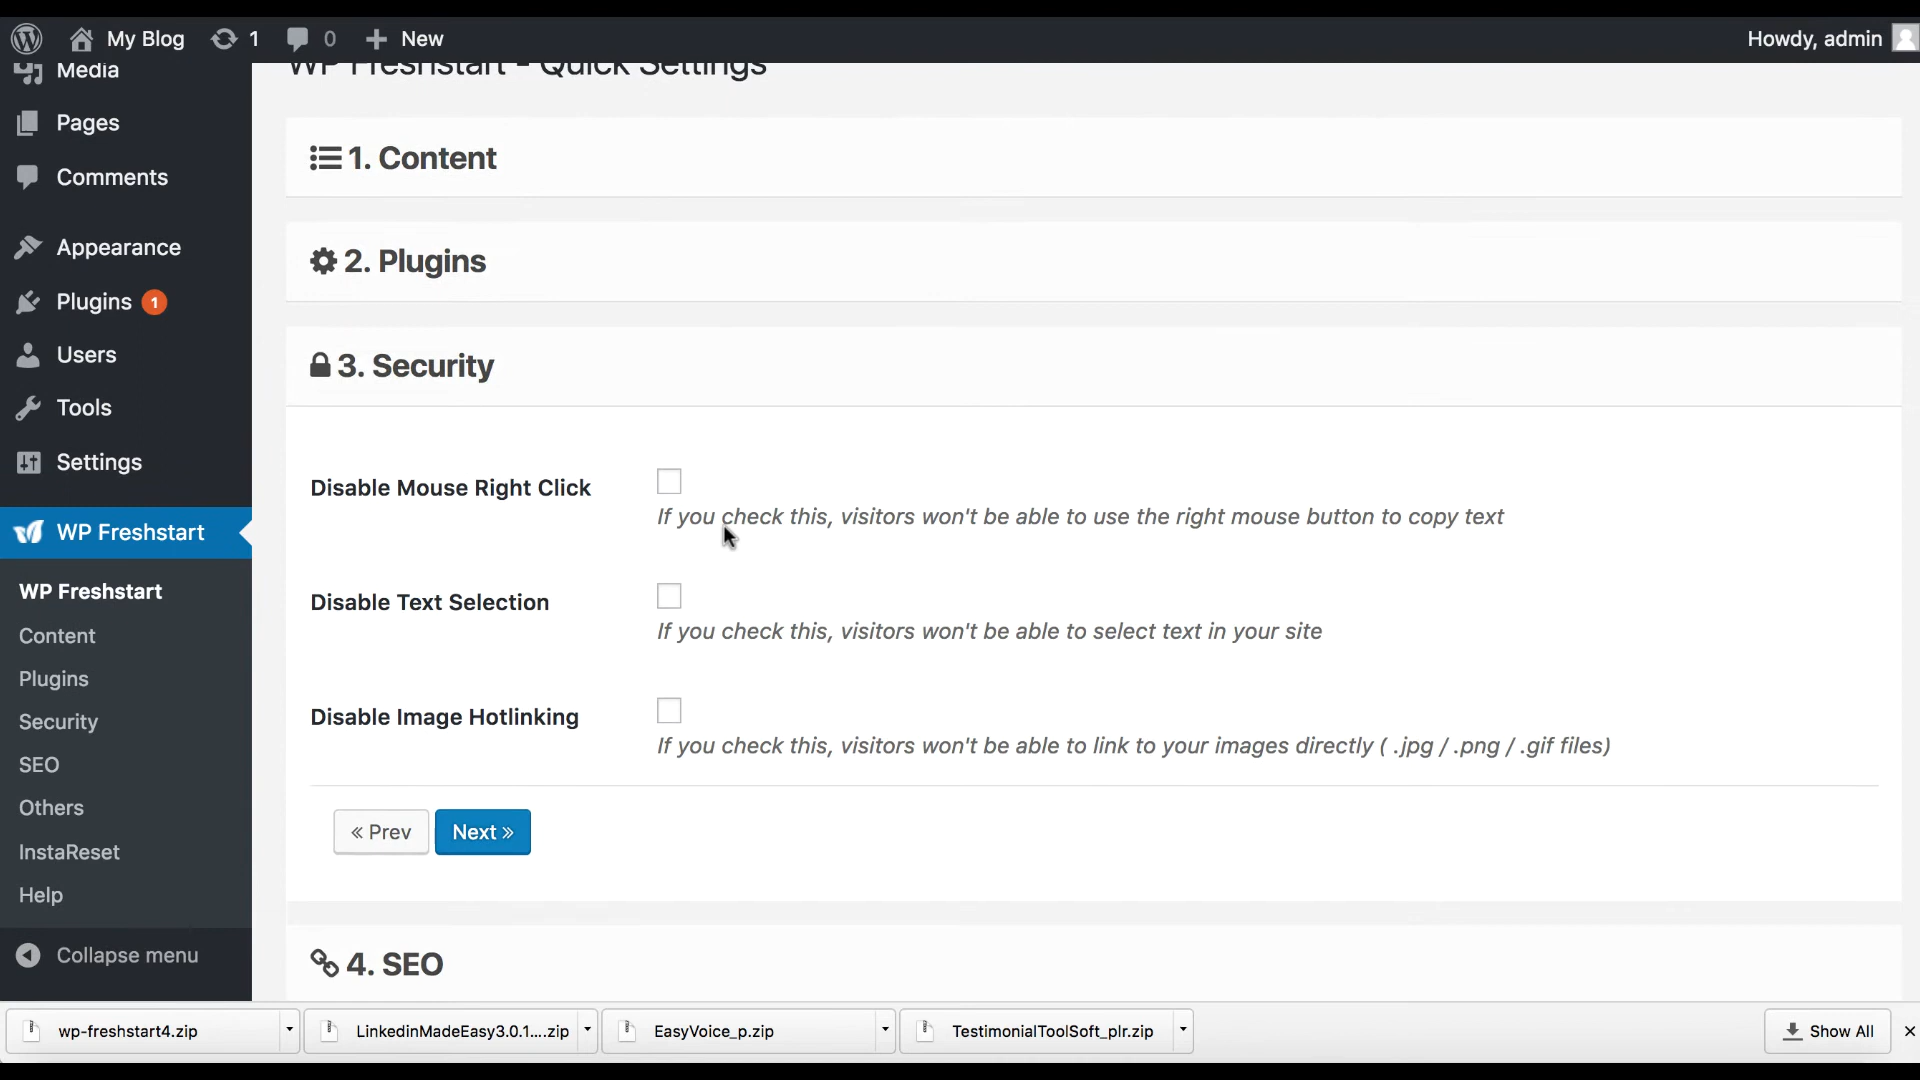 My Blog 1 0 New Howdy, admin
WP Freshstart - Quick Settings
Media
Pages
Comments
Appearance
Plugins 1
Users
Tools
Settings
WP Freshstart
WP Freshstart
Content
Plugins
Security
SEO
Others
InstaReset
Help
Collapse menu
1. Content
2. Plugins
3. Security
Disable Mouse Right Click
If you check this, visitors won't be able to use the right mouse button to copy text
Disable Text Selection
If you check this, visitors won't be able to select text in your site
Disable Image Hotlinking
If you check this, visitors won't be able to link to your images directly ( .jpg / .png / .gif files)
« Prev Next »
4. SEO
wp-freshstart4.zip LinkedinMadeEasy3.0.1....zip EasyVoice_p.zip TestimonialToolSoft_plr.zip Show All